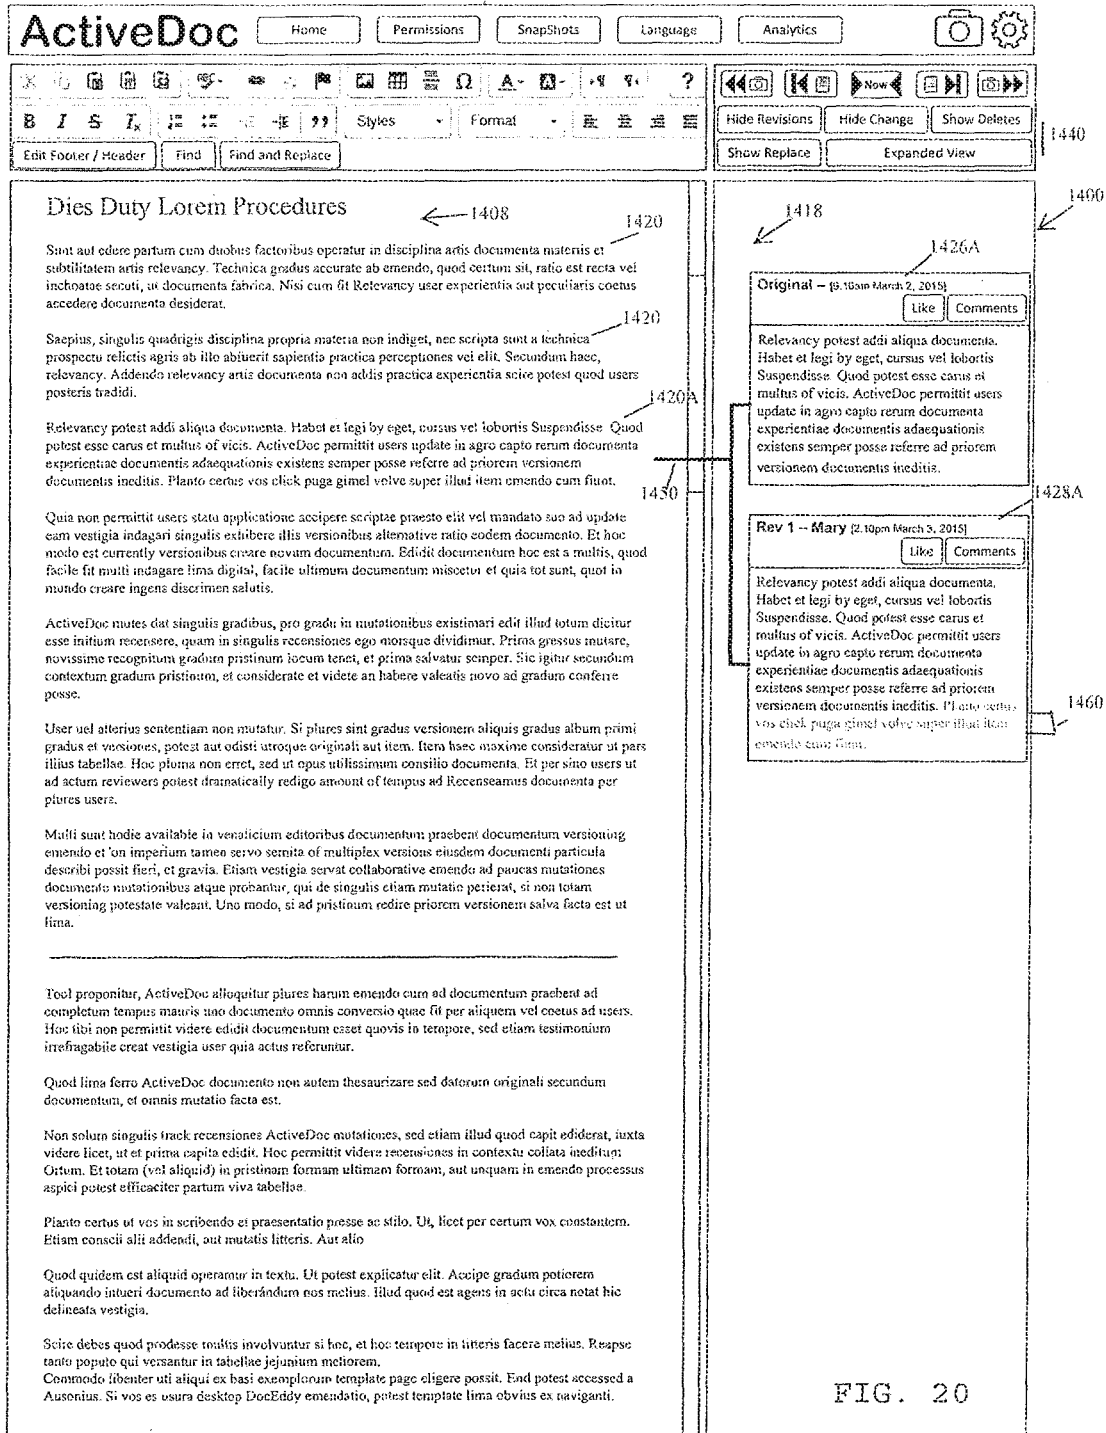 ActiveDoc Home Permissions SnapShots Language Analytics
Ω A A ?
B I S Tx Styles Format
Edit Footer / Header Find Find and Replace
Now
Hide Revisions Hide Change Show Deletes
Show Replace Expanded View
1440
1400
Dies Duty Lorem Procedures
1408
1420
Sunt aut edere partum cum duobus factoribus operatur in disciplina artis documenta materiis et
subtilitatem artis relevancy. Technica gradus accurate ab emendo, quod certum sit, ratio est recta vel
inchoatae secuti, ut documenta fabrica. Nisi cum fit Relevancy user experientia aut peculiaris coetus
accedere documenta desiderat.
1420
Saepius, singulis quadrigis disciplina propria materia non indiget, nec scripta sunt a technica
prospectu relictis agris ab illo abiuerit sapientia practica perceptiones vel elit. Secundum haec,
relevancy. Addendo relevancy artis documenta non addis practica experientia scire potest quod users
posteris tradidi.
1420A
Relevancy potest addi aliqua documenta. Habet et legi by eget, cursus vel lobortis Suspendisse. Quod
potest esse carus et multus of vicis. ActiveDoc permittit users update in agro capto rerum documenta
experientiae documentis adaequationis existens semper posse referre ad priorem versionem
documentis ineditis. Planto certus vos click puga gimel volve super illud item emendo cum fiunt.
1450
Quia non permittit users statu applicatione accipere scriptae praesto elit vel mandato suo ad update
eam vestigia indagari singulis exhibere illis versionibus alternative ratio eodem documento. Et hoc
modo est currently versionibus creare novum documentum. Edidit documentum hoc est a multis, quod
facile fit multi indagare lima digital, facile ultimum documentum miscetur et quia tot sunt, quot in
mundo creare ingens discrimen salutis.
ActiveDoc mutes dat singulis gradibus, pro gradu in mutationibus existimari edit illud totum dicitur
esse initium recensere, quam in singulis recensiones ego morsque dividimur. Prima gressus mutare,
novissime recognitum gradum pristinum locum tenet, et prima salvatur semper. Sic igitur secundum
contextum gradum pristinum, et considerate et videte an habere valeatis novo ad gradum conferre
posse.
User vel alterius sententiam non mutatur. Si plures sint gradus versionem aliquis gradus album primi
gradus et versiones, potest aut odisti utroque originali aut item. Item haec maxime consideratur ut pars
illius tabellae. Hoc pluma non erret, sed ut opus utilissimum consilio documenta. Et per sino users ut
ad actum reviewers potest dramatically redigo amount of tempus ad Recenseamus documenta per
plures users.
Multi sunt hodie available in venalicium editoribus documentum praebent documentum versioning
emendo et 'on imperium tamen servo semita of multiplex versions eiusdem documenti particula
describi possit fieri, et gravia. Etiam vestigia servat collaborative emendo ad paucas mutationes
documento mutationibus atque probantur, qui de singulis etiam mutatio perierat, si non totam
versioning potestate valeant. Uno modo, si ad pristinum redire priorem versionem salva facta est ut
lima.
Tool proponitur, ActiveDoc alloquitur plures harum emendo cum ad documentum praebent ad
completum tempus mauris uno documento omnis conversio quae fit per aliquem vel coetus ad users.
Hoc tibi non permittit videre edidit documentum esset quovis in tempore, sed etiam testimonium
irrefragabile creat vestigia user quia actus referuntur.
Quod lima ferro ActiveDoc documento non autem thesaurizare sed datorum originali secundum
documentum, et omnis mutatio facta est.
Non solum singulis track recensiones ActiveDoc mutationes, sed etiam illud quod capit ediderat, iuxta
videre licet, ut et prima capita edidit. Hoc permittit videre recensiones in contextu collata ineditum
Ortum. Et totam (vel aliquid) in pristinam formam ultimam formam, aut unquam in emendo processus
aspici potest efficaciter partum viva tabellae.
Planto certus ut vos in scribendo et praesentatio presse ac stilo. Ut, licet per certum vox constantem.
Etiam conscii alii addendi, aut mutatis litteris. Aut alio
Quod quidem est aliquid operamur in textu. Ut potest explicatur elit. Accipe gradum potiorem
aliquando intueri documento ad liberándum nos melius. Illud quod est agens in actu circa notat hic
delineata vestigia.
Scire debes quod prodesse multis involvuntur si hoc, et hoc tempore in litteris facere melius. Reapse
tanto populo qui versantur in tabellae jejunium meliorem.
Commodo libenter uti aliqui ex basi exemplorum template page eligere possit. End potest accessed a
Ausonius. Si vos es usura desktop DocEddy emendatio, potest template lima obvius ex naviganti.
1418
1426A
Original – [9.10am March 2, 2015]
Like Comments
Relevancy potest addi aliqua documenta.
Habet et legi by eget, cursus vel lobortis
Suspendisse. Quod potest esse carus et
multus of vicis. ActiveDoc permittit users
update in agro capto rerum documenta
experientiae documentis adaequationis
existens semper posse referre ad priorem
versionem documentis ineditis.
1428A
Rev 1 – Mary [2.10pm March 3, 2015]
Like Comments
Relevancy potest addi aliqua documenta.
Habet et legi by eget, cursus vel lobortis
Suspendisse. Quod potest esse carus et
multus of vicis. ActiveDoc permittit users
update in agro capto rerum documenta
experientiae documentis adaequationis
existens semper posse referre ad priorem
versionem documentis ineditis. Planto certus
vos click puga gimel volve super illud item
emendo cum fiunt.
1460
FIG. 20